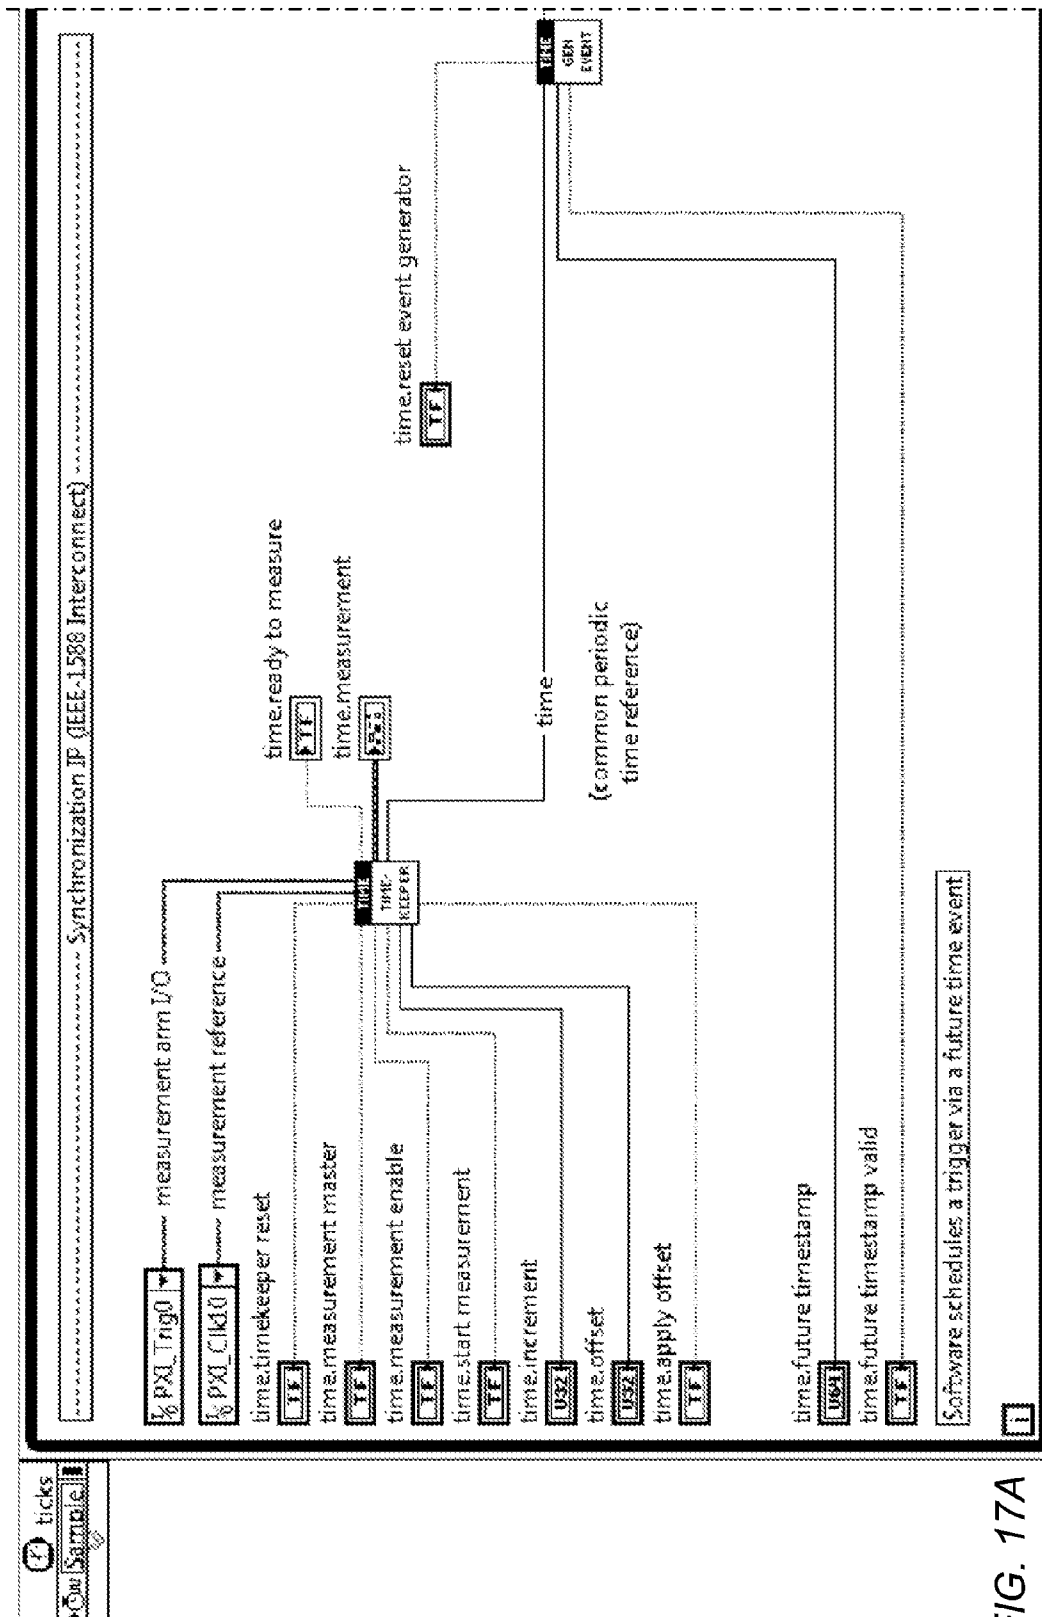 ticks
Sample
Synchronization IP (IEEE-1588 Interconnect)
PXI_Trig0
measurement arm I/O
PXI_Clk10
measurement reference
time.timekeeper reset
TF
time.measurement master
TF
time.measurement enable
TF
time.start measurement
TF
time.increment
U32
time.offset
U32
time.apply offset
TF
TIME
TIME-
KEEPER
time.ready to measure
TF
time.measurement
time
(common periodic
time reference)
time.reset event generator
TF
TIME
GEN
EVENT
time.future timestamp
U64
time.future timestamp valid
TF
Software schedules a trigger via a future time event
i
FIG. 17A